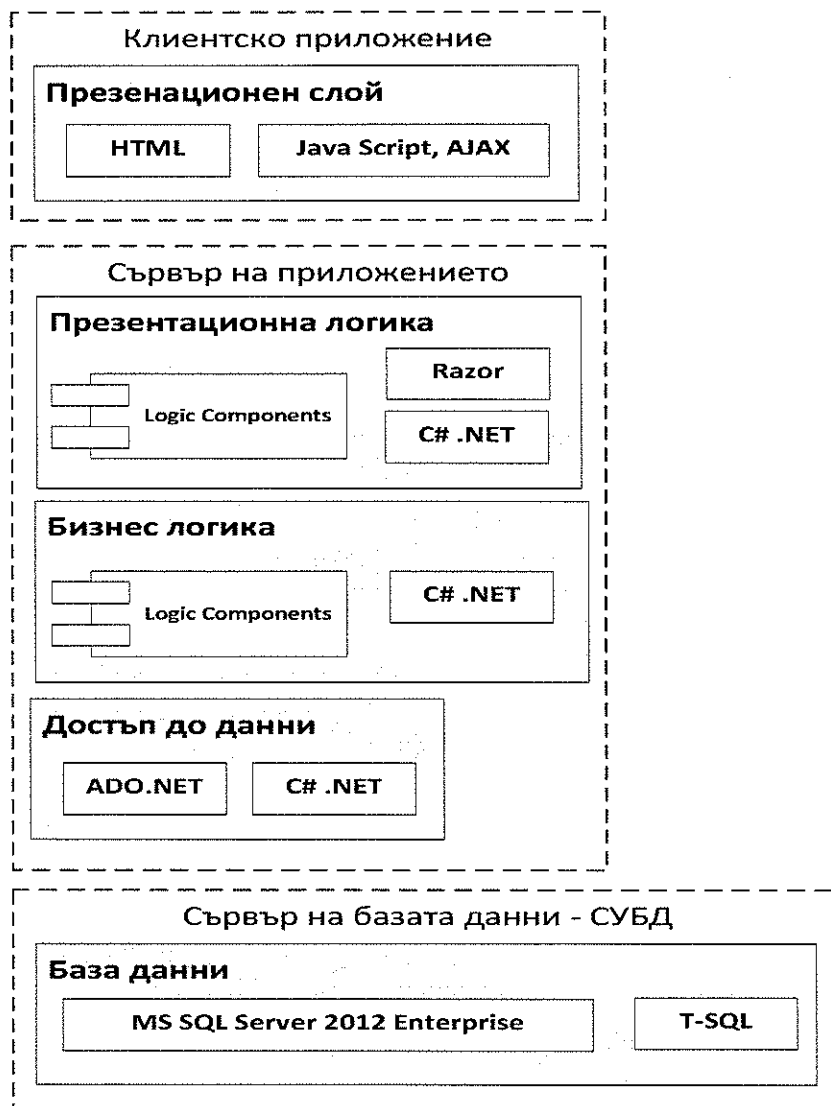 Клиентско приложение
Презенационен слой
HTML
Java Script, AJAX
Сървър на приложението
Презентационна логика
Razor
Logic Components
C# .NET
Бизнес логика
C# .NET
Logic Components
Достъп до данни
ADO.NET
C# .NET
Сървър на базата данни - СУБД
База данни
MS SQL Server 2012 Enterprise
T-SQL